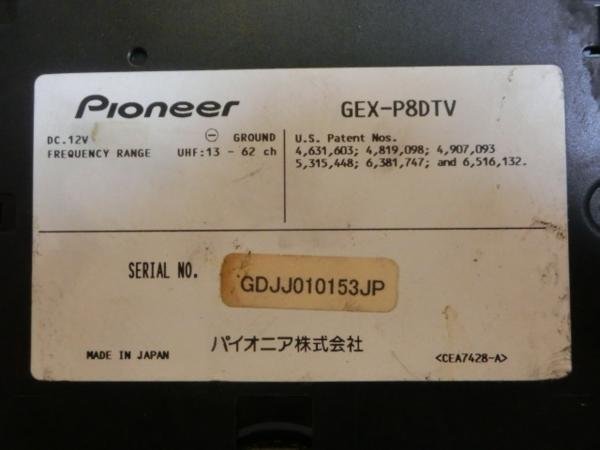 Pioneer
GEX-P8DTV
DC.12V ⊖ GROUND
FREQUENCY RANGE UHF:13 - 62 ch
U.S. Patent Nos.
4,631,603; 4,819,098; 4,907,093
5,315,448; 6,381,747; and 6,516,132.
SERIAL NO. GDJJ010153JP
パイオニア株式会社
MADE IN JAPAN
<CEA7428-A>